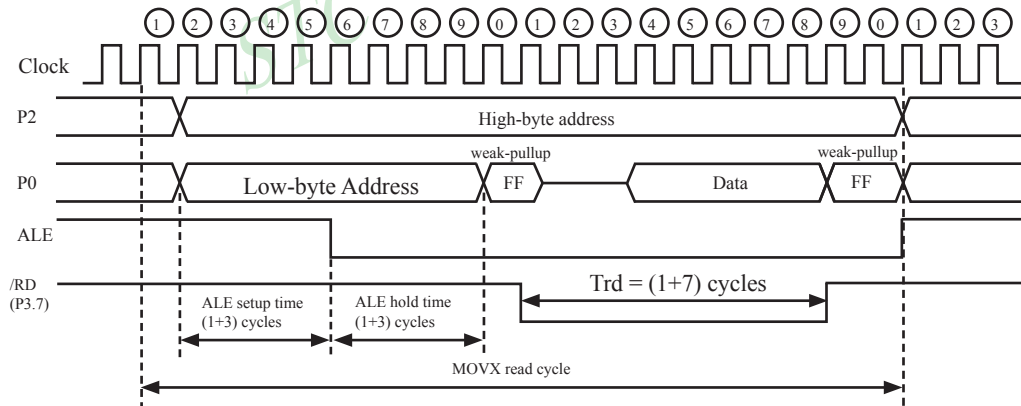 1 2 3 4 5 6 7 8 9 0 1 2 3 4 5 6 7 8 9 0 1 2 3
Clock
P2
High-byte address
weak-pullup weak-pullup
P0 Low-byte Address FF Data FF
ALE
/RD
(P3.7)
Trd = (1+7) cycles
ALE setup time
(1+3) cycles
ALE hold time
(1+3) cycles
MOVX read cycle